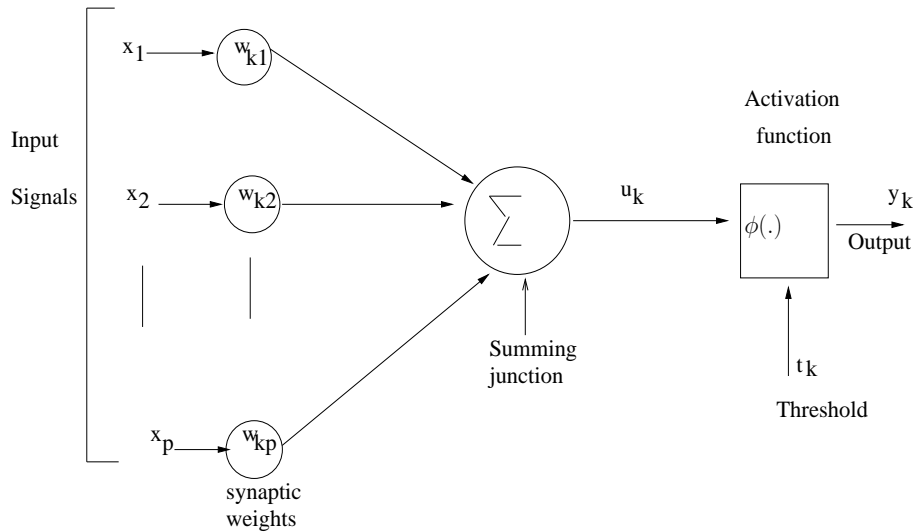 x1
wk1
Activation
function
Input
Signals
x2
wk2
∑
uk
ϕ(.)
yk
Output
Summing
junction
tk
Threshold
xp
wkp
synaptic
weights